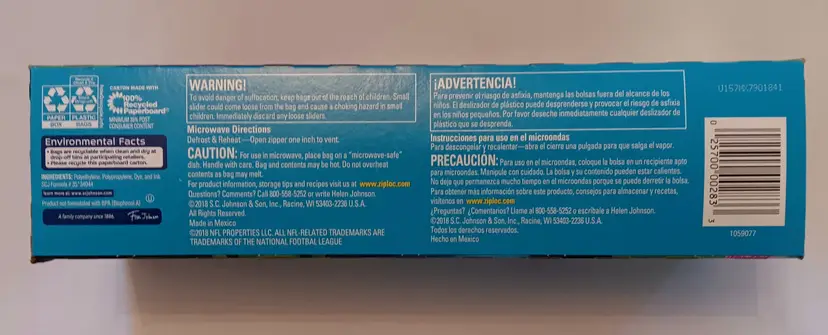 PAPER
BOX
PLASTIC
BAGS
CARTON MADE WITH
100%
Recycled
Paperboard
MINIMUM 35% POST
CONSUMER CONTENT
Environmental Facts
• Bags are recyclable when clean and dry at
drop-off bins at participating retailers.
• Please recycle this paperboard carton.
learn more at www.scjohnson.com
INGREDIENTS: Polyethylene, Polypropylene, Dye, and Ink
Product not formulated with BPA (Bisphenol A)
A family company since 1886.
WARNING!
To avoid danger of suffocation, keep bags out of the reach of children. Small
slider could come loose from the bag and cause a choking hazard in small
children. Immediately discard any loose sliders.
Microwave Directions
Defrost & Reheat—Open zipper one inch to vent.
CAUTION: For use in microwave, place bag on a "microwave-safe"
dish. Handle with care. Bag and contents may be hot. Do not overheat
contents as bag may melt.
For product information, storage tips and recipes visit us at www.ziploc.com
Questions? Comments? Call 800-558-5252 or write Helen Johnson.
©2018 S.C. Johnson & Son, Inc., Racine, WI 53403-2236 U.S.A.
All Rights Reserved.
Made in Mexico
©2018 NFL PROPERTIES LLC. ALL NFL-RELATED TRADEMARKS ARE
TRADEMARKS OF THE NATIONAL FOOTBAL LEAGUE
¡ADVERTENCIA!
Para prevenir el riesgo de asfixia, mantenga las bolsas fuera del alcance de los
niños. El deslizador de plástico puede desprenderse y provocar el riesgo de asfixia
en los niños pequeños. Por favor deseche inmediatamente cualquier deslizador de
plástico que se desprenda.
Instrucciones para uso en el microondas
Para descongelar y recalentar—abra el cierre una pulgada para que salga el vapor.
PRECAUCIÓN: Para uso en el microondas, coloque la bolsa en un recipiente apto
para microondas. Manipule con cuidado. La bolsa y su contenido pueden estar calientes.
No deje que permanezca mucho tiempo en el microondas porque se puede derretir la bolsa.
Para obtener más información sobre este producto, consejos para almacenar y recetas,
visítenos en www.ziploc.com
¿Preguntas? ¿Comentarios? Llame al 800-558-5252 o escríbale a Helen Johnson.
©2018 S.C. Johnson & Son, Inc., Racine, WI 53403-2236 U.S.A.
Todos los derechos reservados.
Hecho en Mexico
0 25700 00283 3
1059077